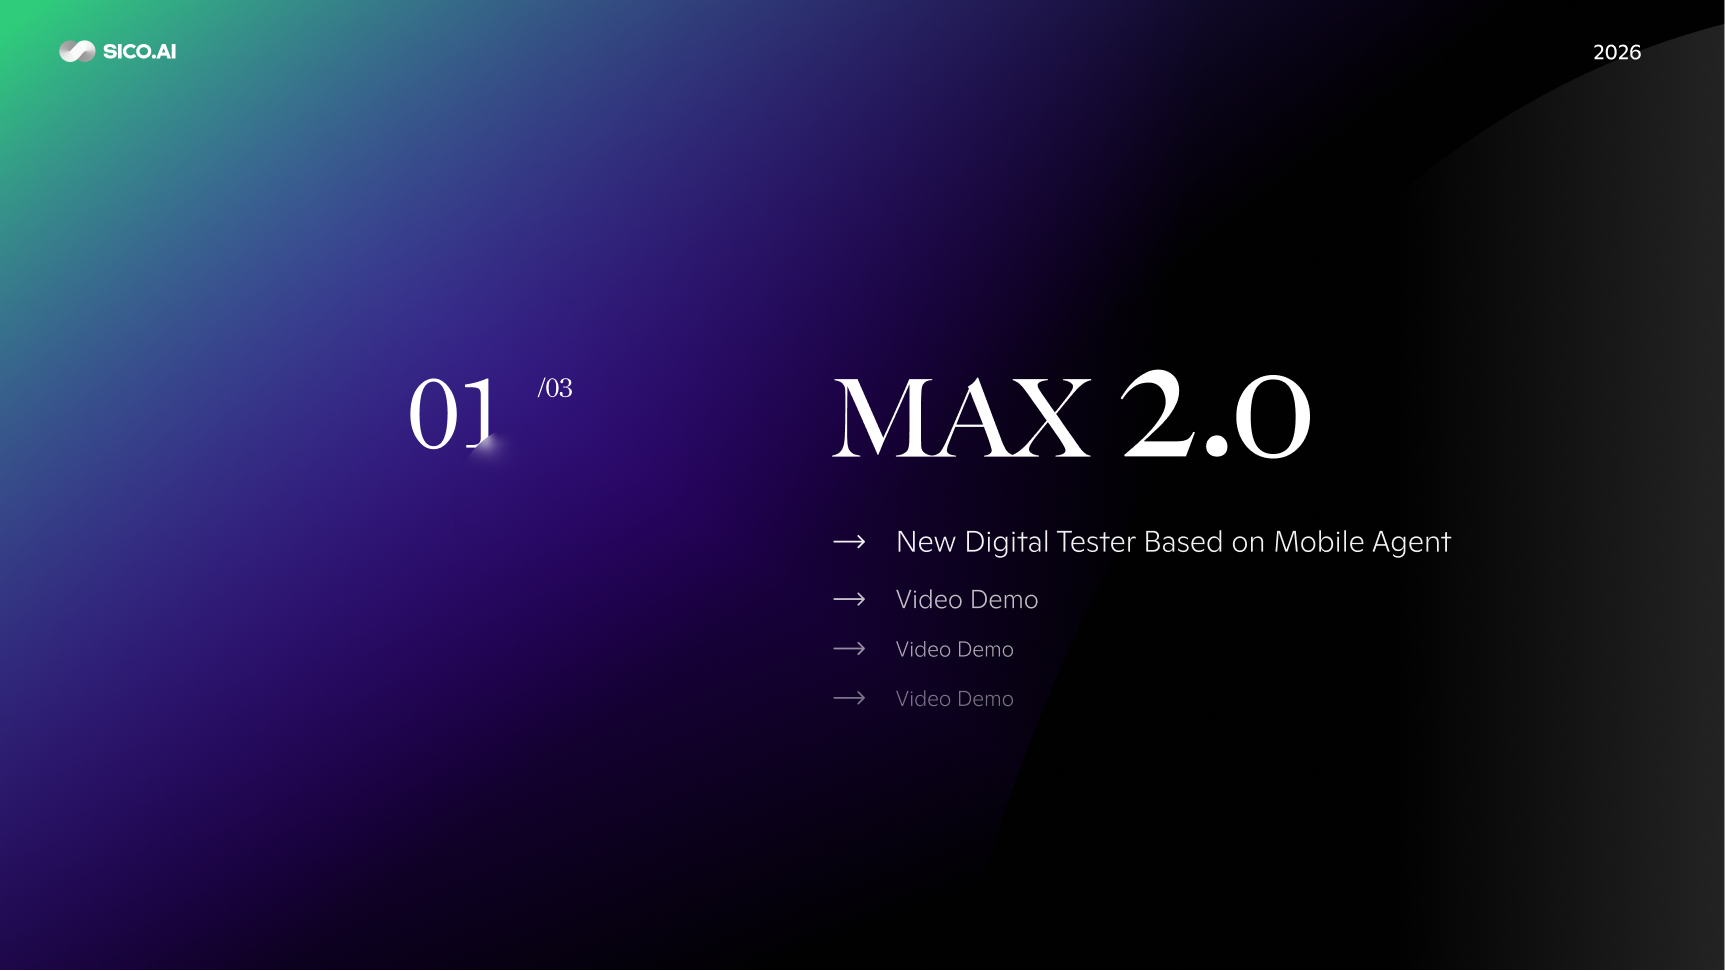 SICO.AI
2026
01 /03
MAX 2.0
→ New Digital Tester Based on Mobile Agent
→ Video Demo
→ Video Demo
→ Video Demo